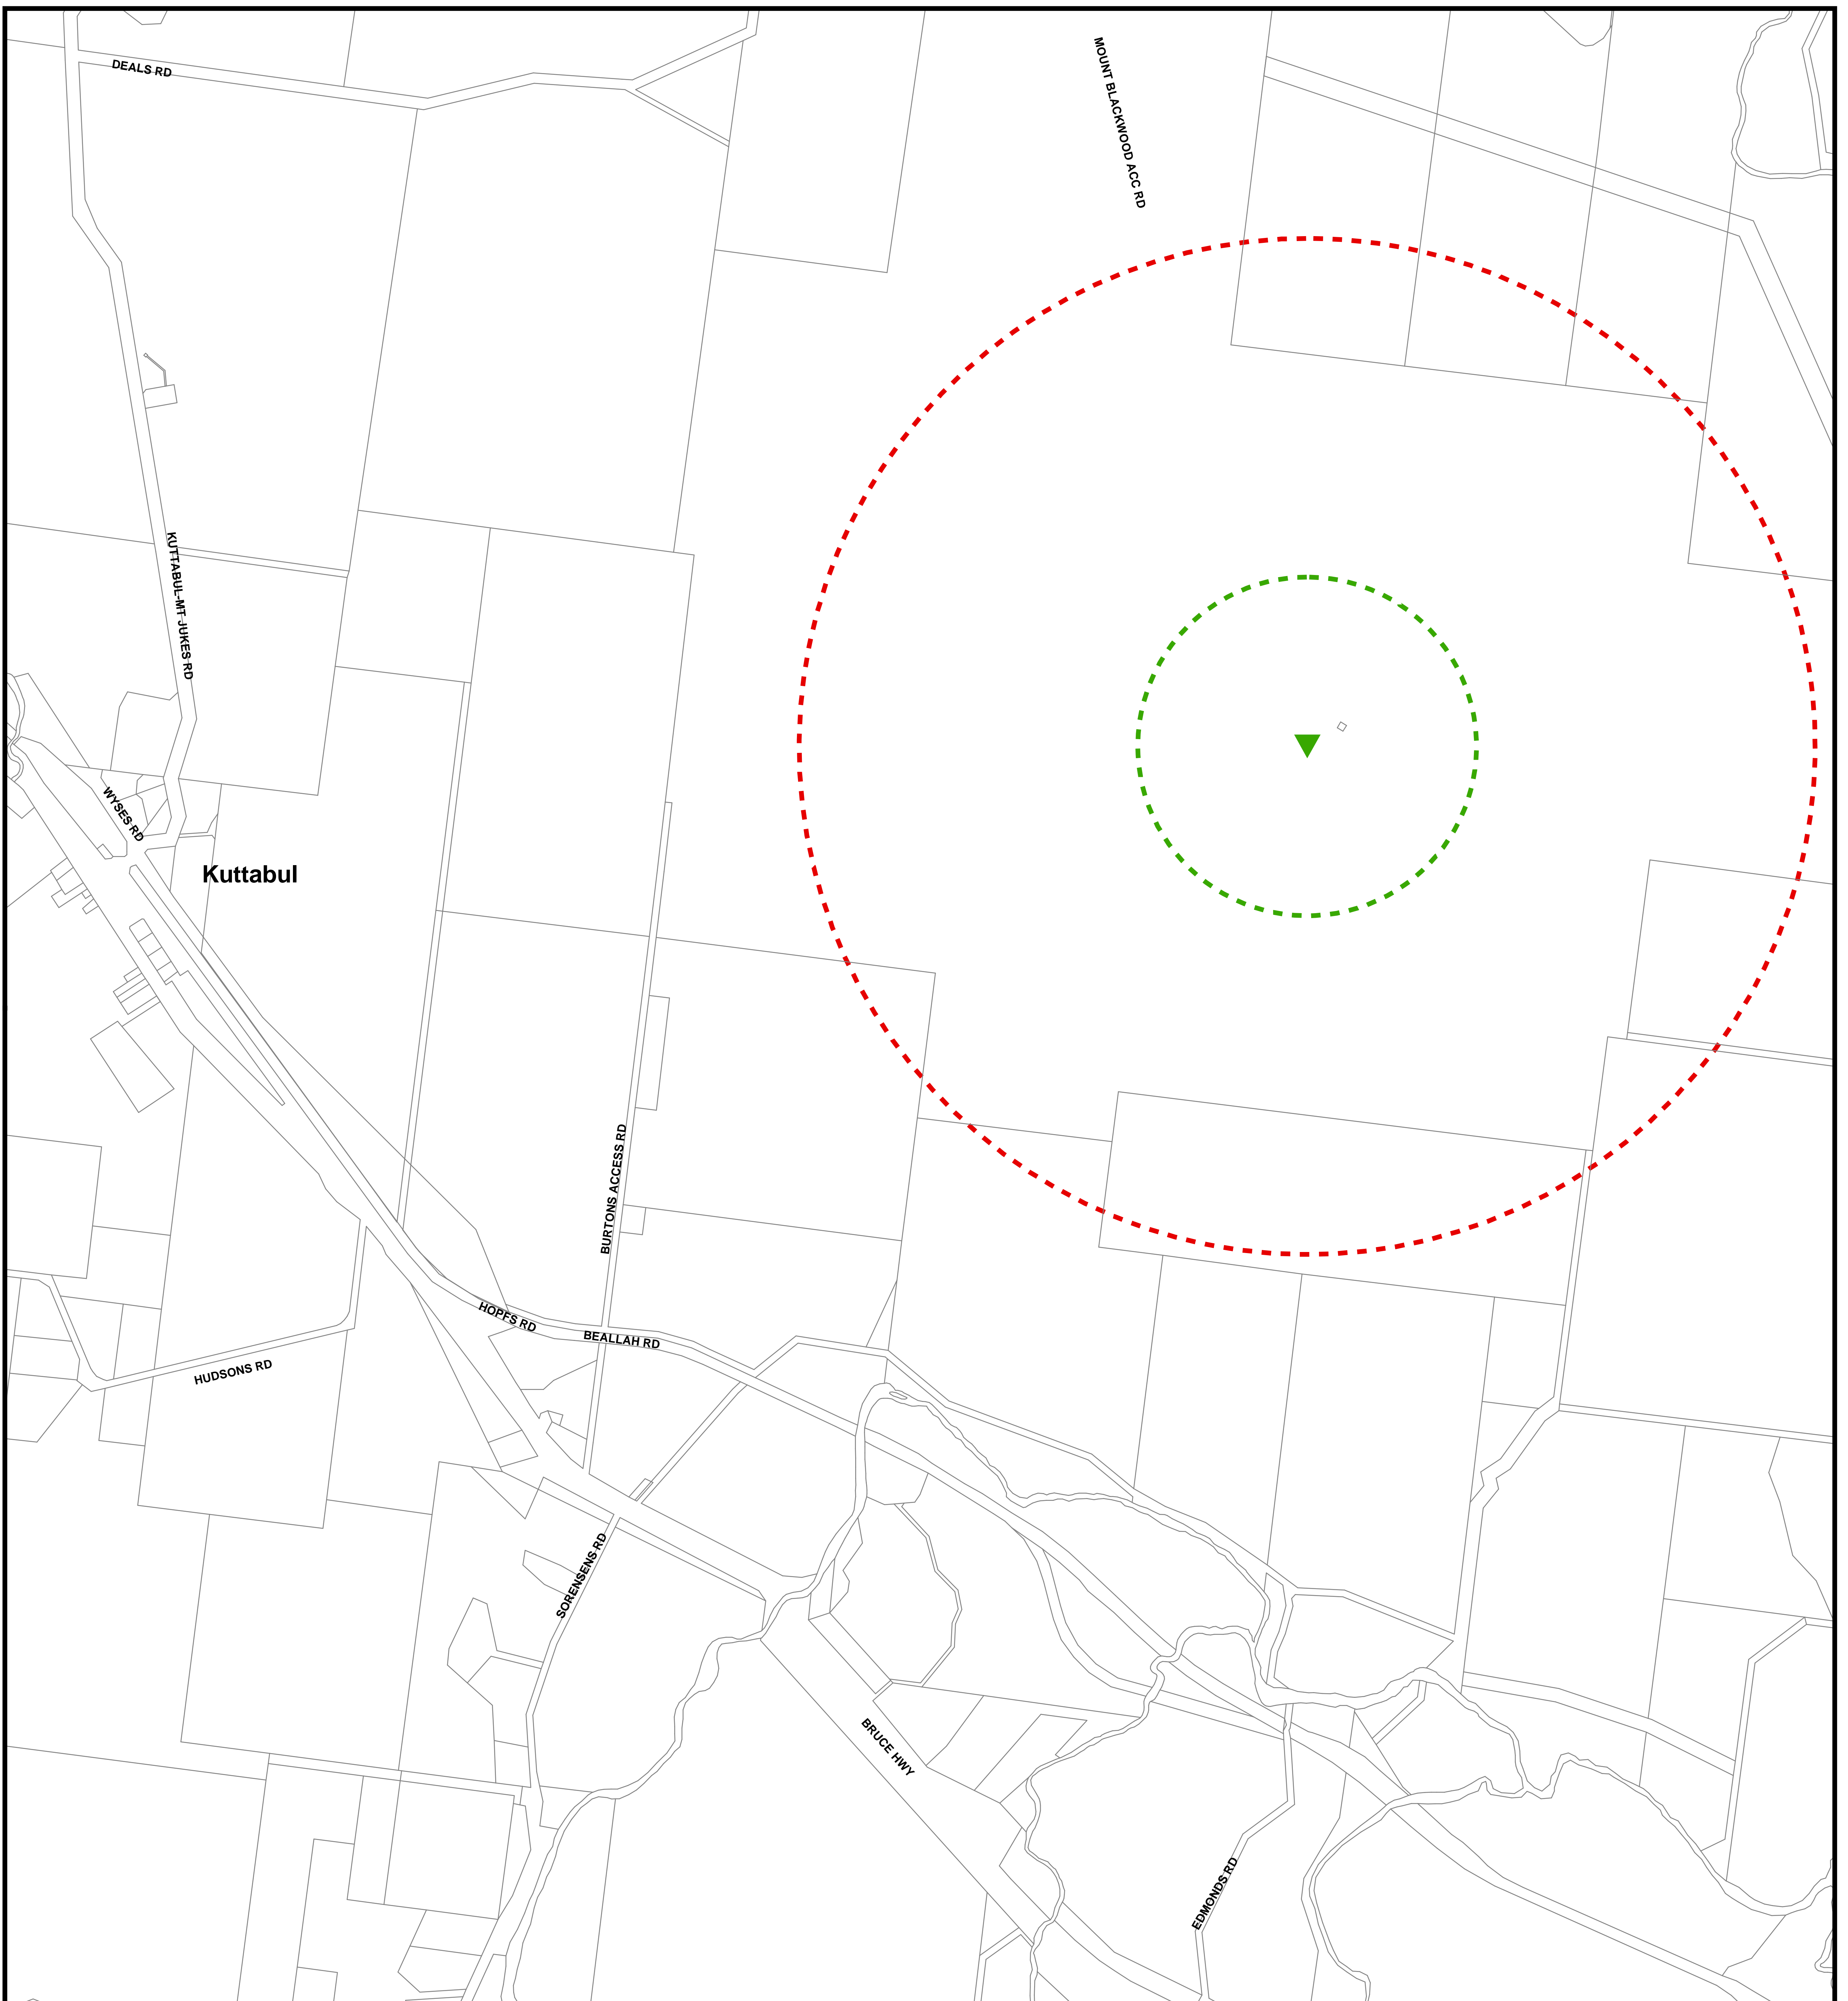 DEALS RD
MOUNT BLACKWOOD ACC RD
KUTTABUL-MT JUKES RD
WYSES RD
Kuttabul
BURTONS ACCESS RD
HOPFS RD
BEALLAH RD
HUDSONS RD
SORENSENS RD
BRUCE HWY
EDMONDS RD